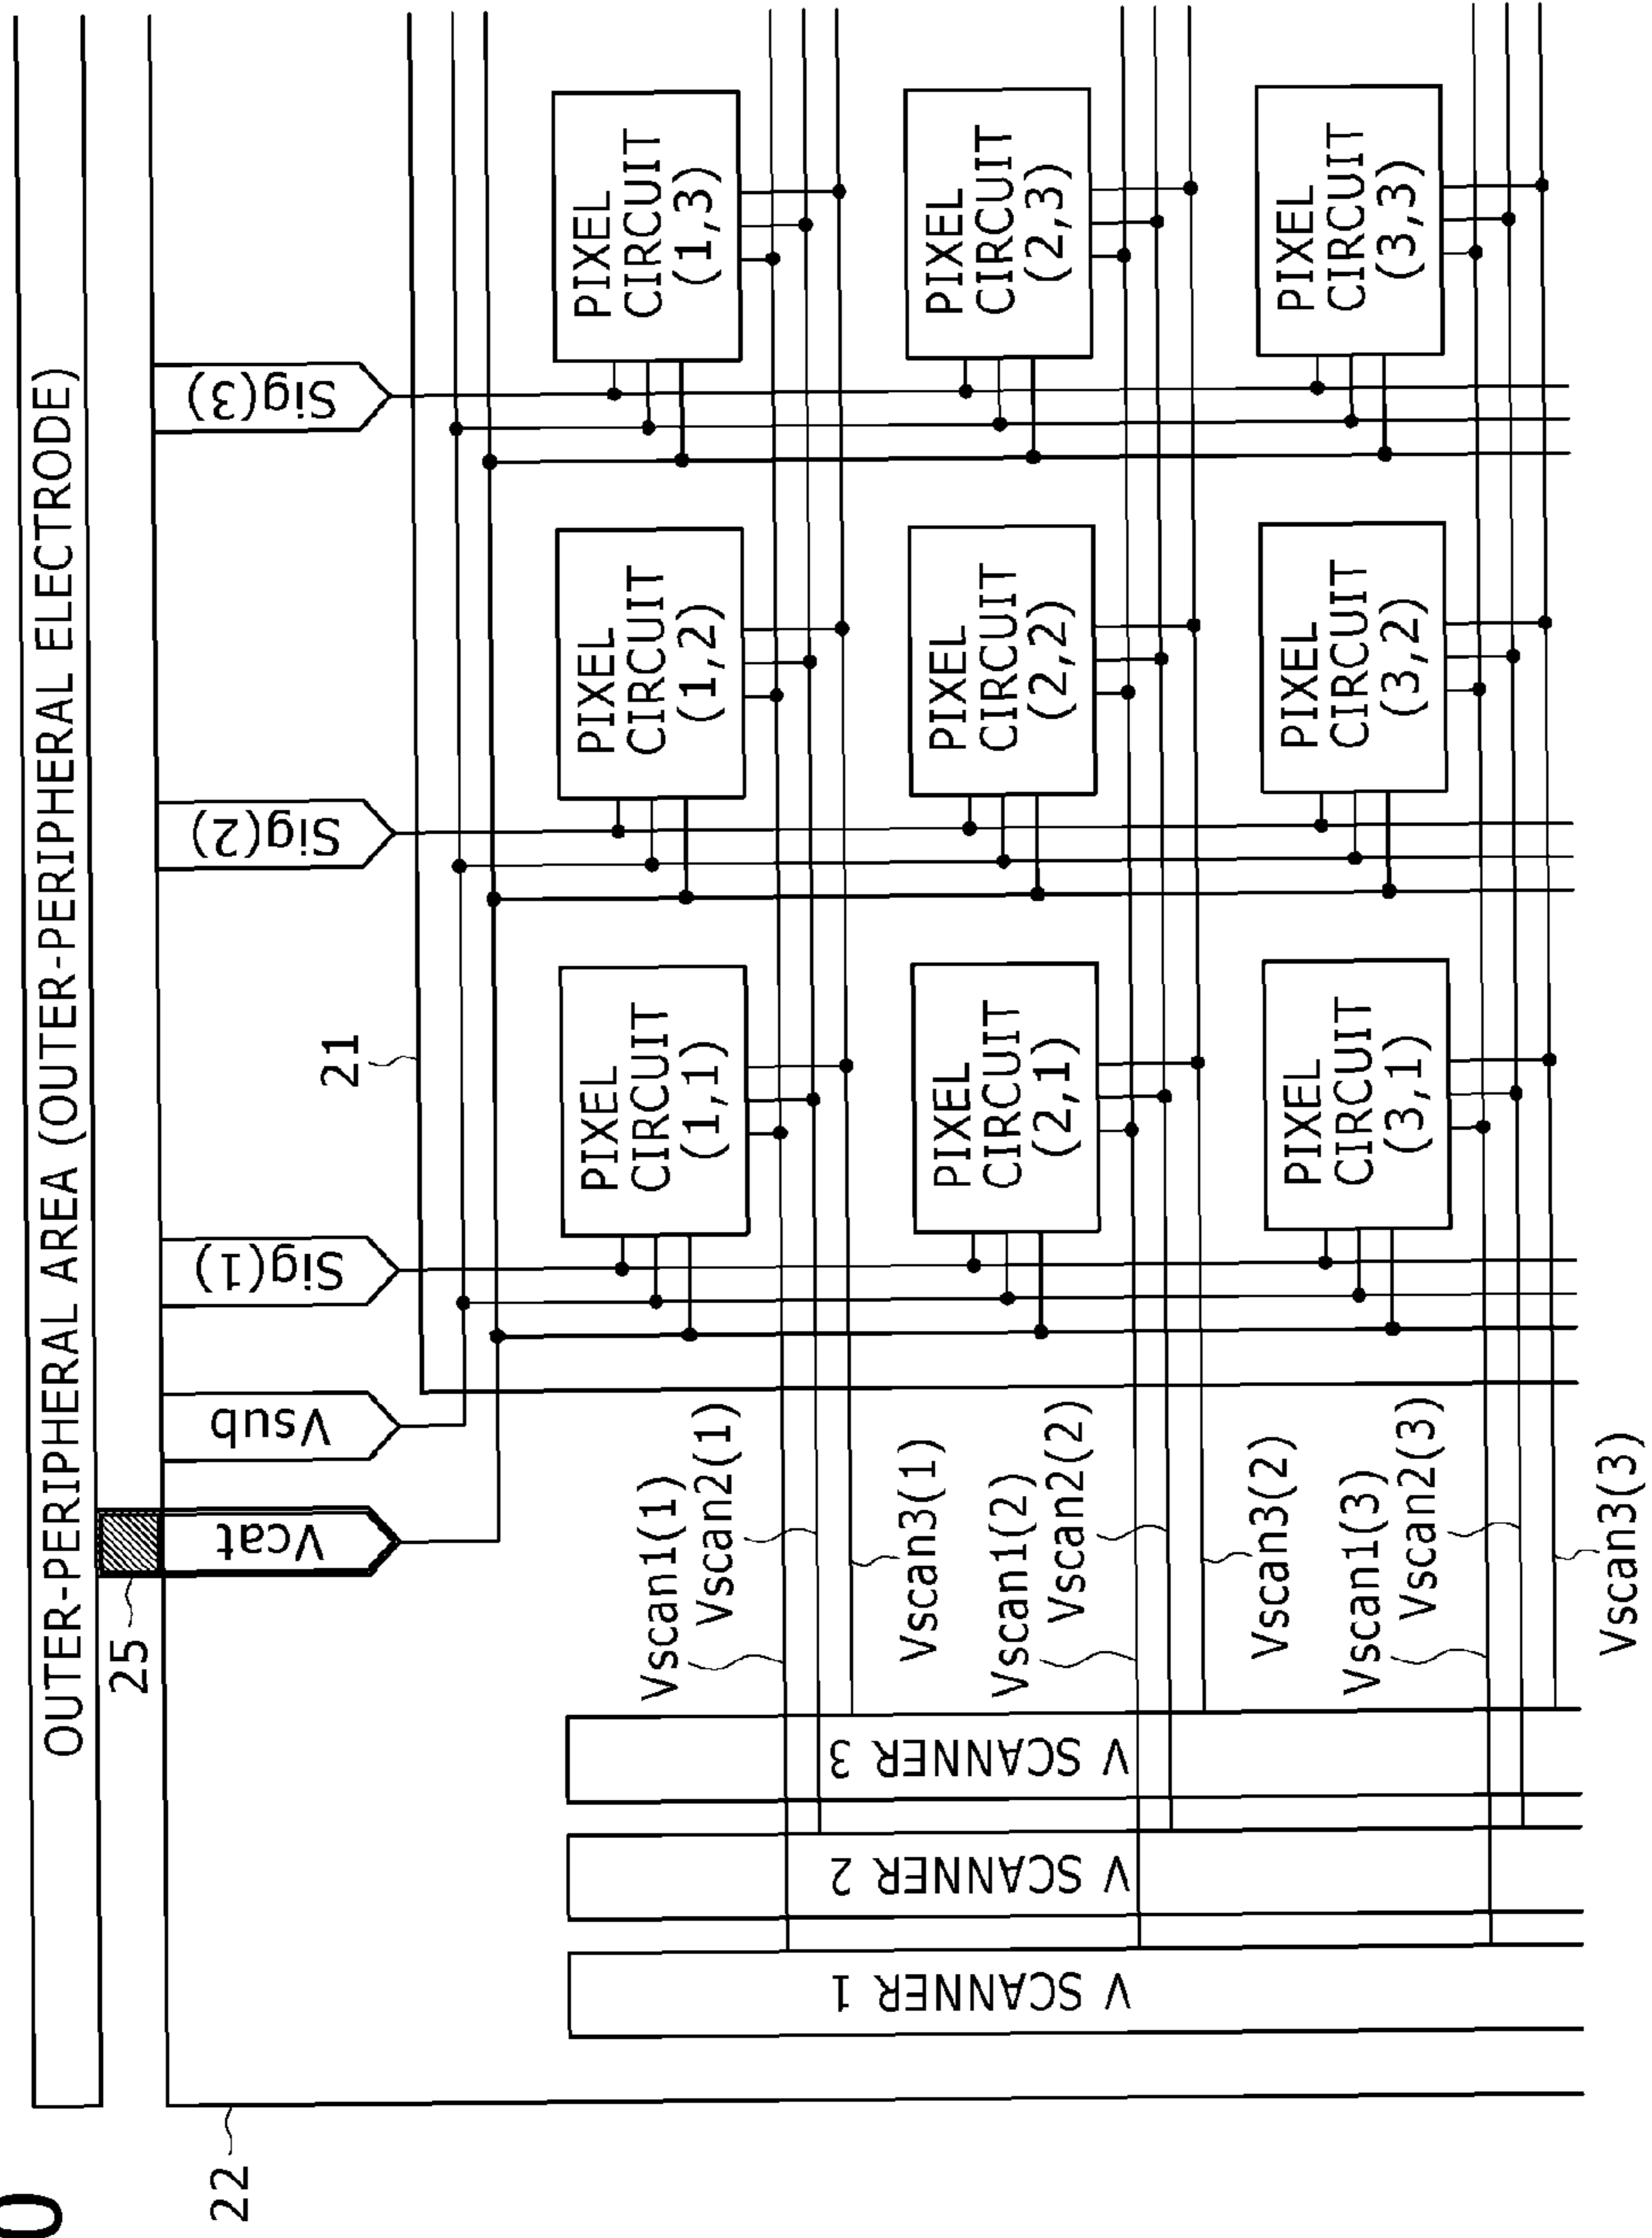 OUTER-PERIPHERAL AREA (OUTER-PERIPHERAL ELECTRODE)
25
22
Vcat
Vsub
Sig(1)
Sig(2)
Sig(3)
21
V SCANNER 1
V SCANNER 2
V SCANNER 3
Vscan1(1)
Vscan2(1)
Vscan3(1)
PIXEL
CIRCUIT
(1,1)
PIXEL
CIRCUIT
(1,2)
PIXEL
CIRCUIT
(1,3)
Vscan1(2)
Vscan2(2)
Vscan3(2)
PIXEL
CIRCUIT
(2,1)
PIXEL
CIRCUIT
(2,2)
PIXEL
CIRCUIT
(2,3)
Vscan1(3)
Vscan2(3)
Vscan3(3)
PIXEL
CIRCUIT
(3,1)
PIXEL
CIRCUIT
(3,2)
PIXEL
CIRCUIT
(3,3)